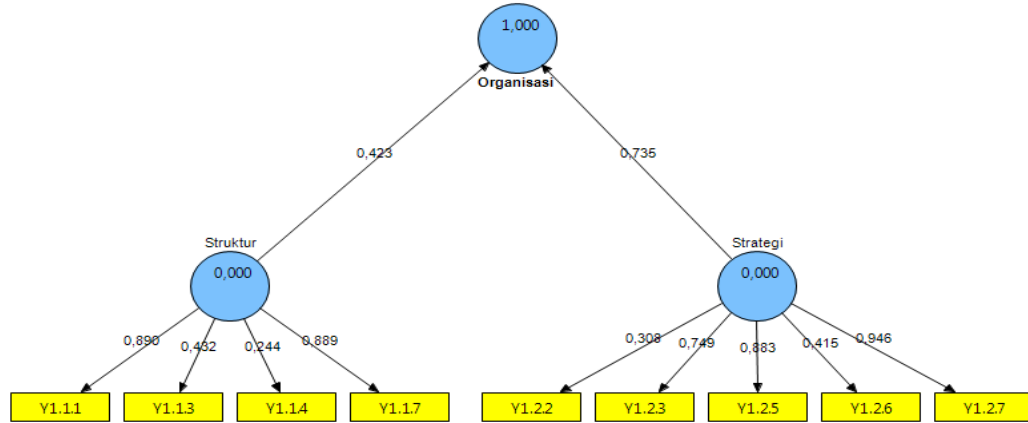 1,000
Organisasi
0,423
0,735
Struktur
Strategi
0,000
0,000
0,890
0,432
0,244
0,889
0,308
0,749
0,883
0,415
0,946
Y1.1.1
Y1.1.3
Y1.1.4
Y1.1.7
Y1.2.2
Y1.2.3
Y1.2.5
Y1.2.6
Y1.2.7